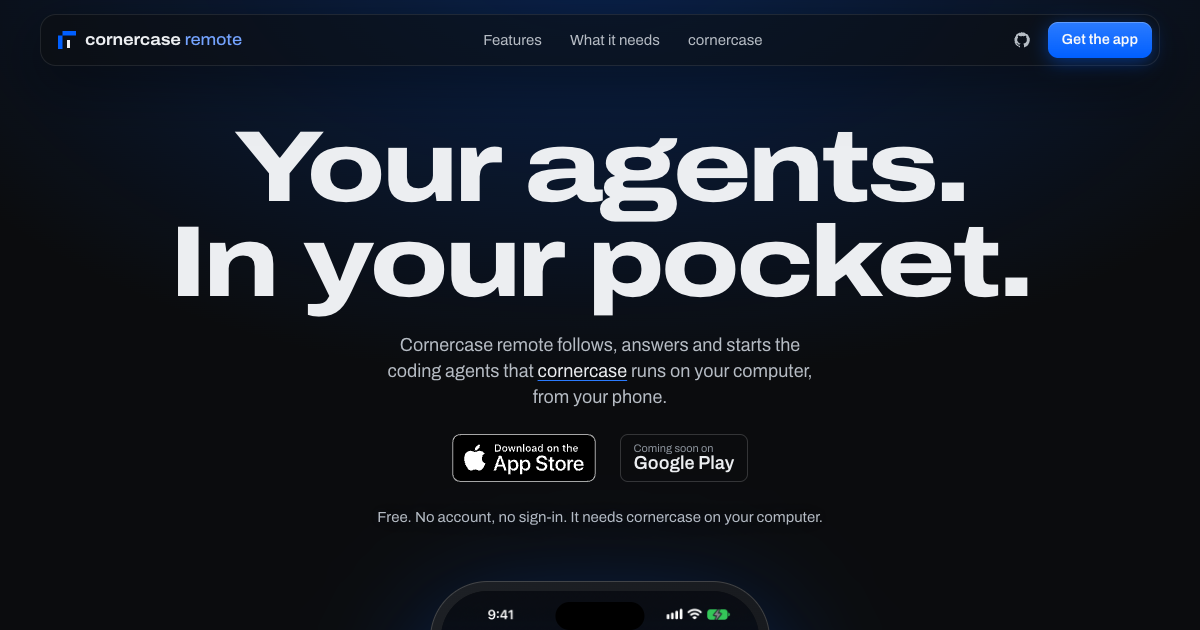 cornercase remote
Features
What it needs
cornercase
Get the app
Your agents.
In your pocket.
Cornercase remote follows, answers and starts the
coding agents that cornercase runs on your computer,
from your phone.
Download on the
App Store
Coming soon on
Google Play
Free. No account, no sign-in. It needs cornercase on your computer.
9:41